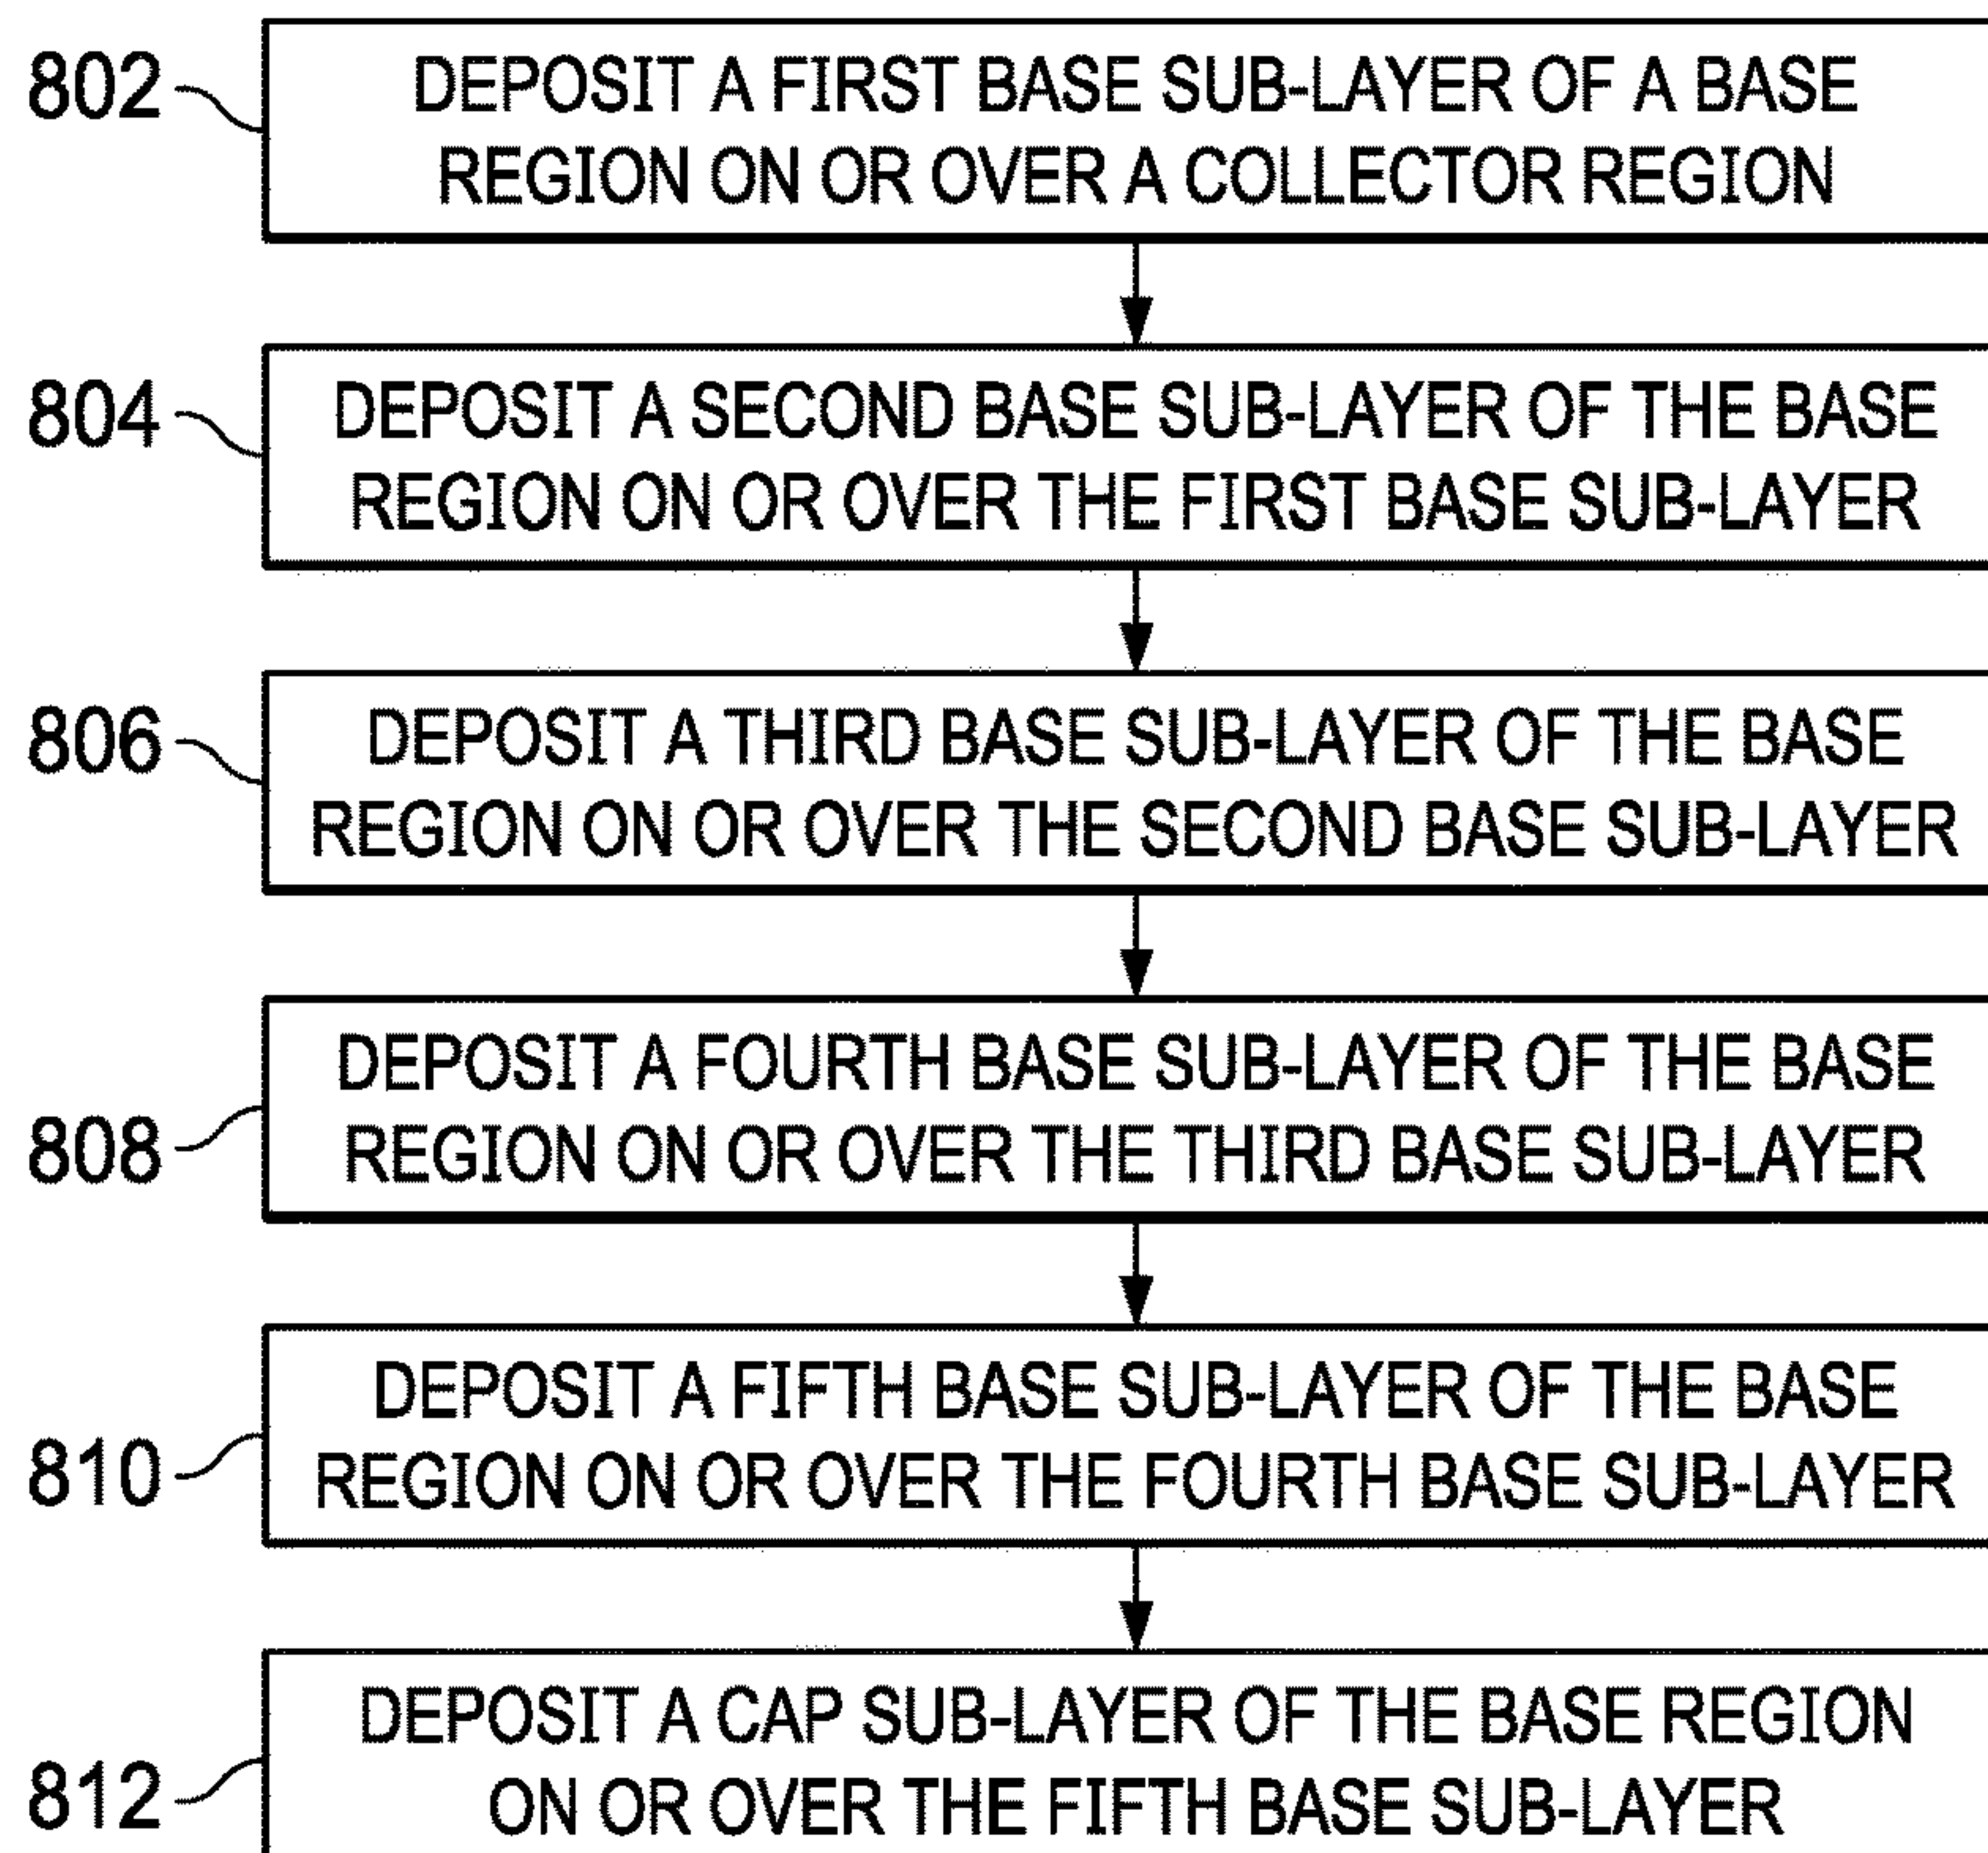 802
DEPOSIT A FIRST BASE SUB-LAYER OF A BASE
REGION ON OR OVER A COLLECTOR REGION
804
DEPOSIT A SECOND BASE SUB-LAYER OF THE BASE
REGION ON OR OVER THE FIRST BASE SUB-LAYER
806
DEPOSIT A THIRD BASE SUB-LAYER OF THE BASE
REGION ON OR OVER THE SECOND BASE SUB-LAYER
808
DEPOSIT A FOURTH BASE SUB-LAYER OF THE BASE
REGION ON OR OVER THE THIRD BASE SUB-LAYER
810
DEPOSIT A FIFTH BASE SUB-LAYER OF THE BASE
REGION ON OR OVER THE FOURTH BASE SUB-LAYER
812
DEPOSIT A CAP SUB-LAYER OF THE BASE REGION
ON OR OVER THE FIFTH BASE SUB-LAYER